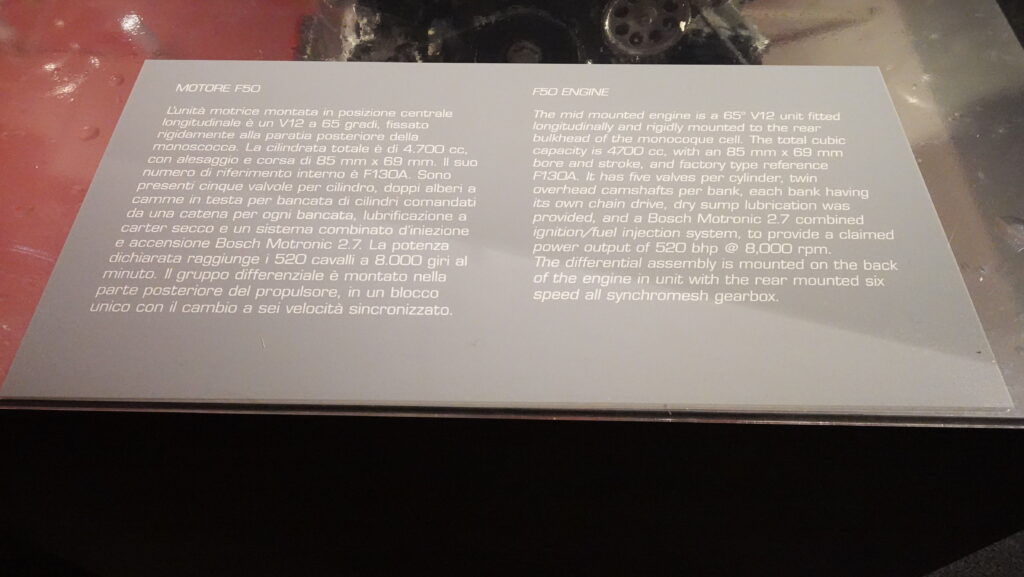 MOTORE F50
L'unità motrice montata in posizione centrale
longitudinale è un V12 a 65 gradi, fissato
rigidamente alla paratia posteriore della
monoscocca. La cilindrata totale è di 4.700 cc,
con alesaggio e corsa di 85 mm x 69 mm. Il suo
numero di riferimento interno è F130A. Sono
presenti cinque valvole per cilindro, doppi alberi a
camme in testa per bancata di cilindri comandati
da una catena per ogni bancata, lubrificazione a
carter secco e un sistema combinato d'iniezione
e accensione Bosch Motronic 2.7. La potenza
dichiarata raggiunge i 520 cavalli a 8.000 giri al
minuto. Il gruppo differenziale è montato nella
parte posteriore del propulsore, in un blocco
unico con il cambio a sei velocità sincronizzato.
F50 ENGINE
The mid mounted engine is a 65° V12 unit fitted
longitudinally and rigidly mounted to the rear
bulkhead of the monocoque cell. The total cubic
capacity is 4700 cc, with an 85 mm x 69 mm
bore and stroke, and factory type reference
F130A. It has five valves per cylinder, twin
overhead camshafts per bank, each bank having
its own chain drive, dry sump lubrication was
provided, and a Bosch Motronic 2.7 combined
ignition/fuel injection system, to provide a claimed
power output of 520 bhp @ 8,000 rpm.
The differential assembly is mounted on the back
of the engine in unit with the rear mounted six
speed all synchromesh gearbox.